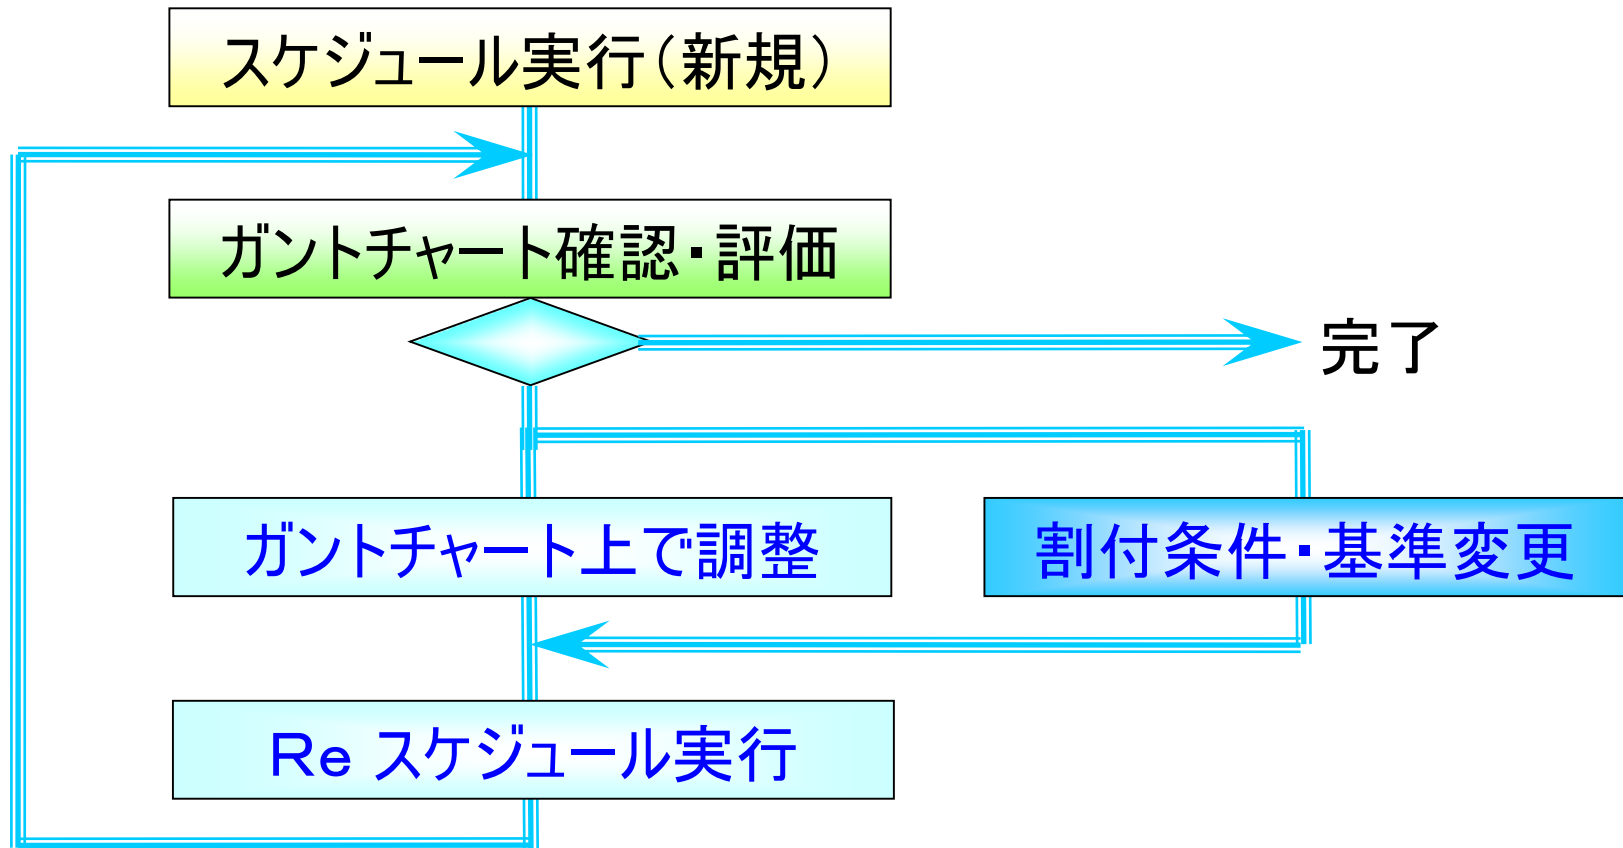 スケジュール実行（新規）
ガントチャート確認・評価
完了
ガントチャート上で調整
割付条件・基準変更
Ｒｅ スケジュール実行